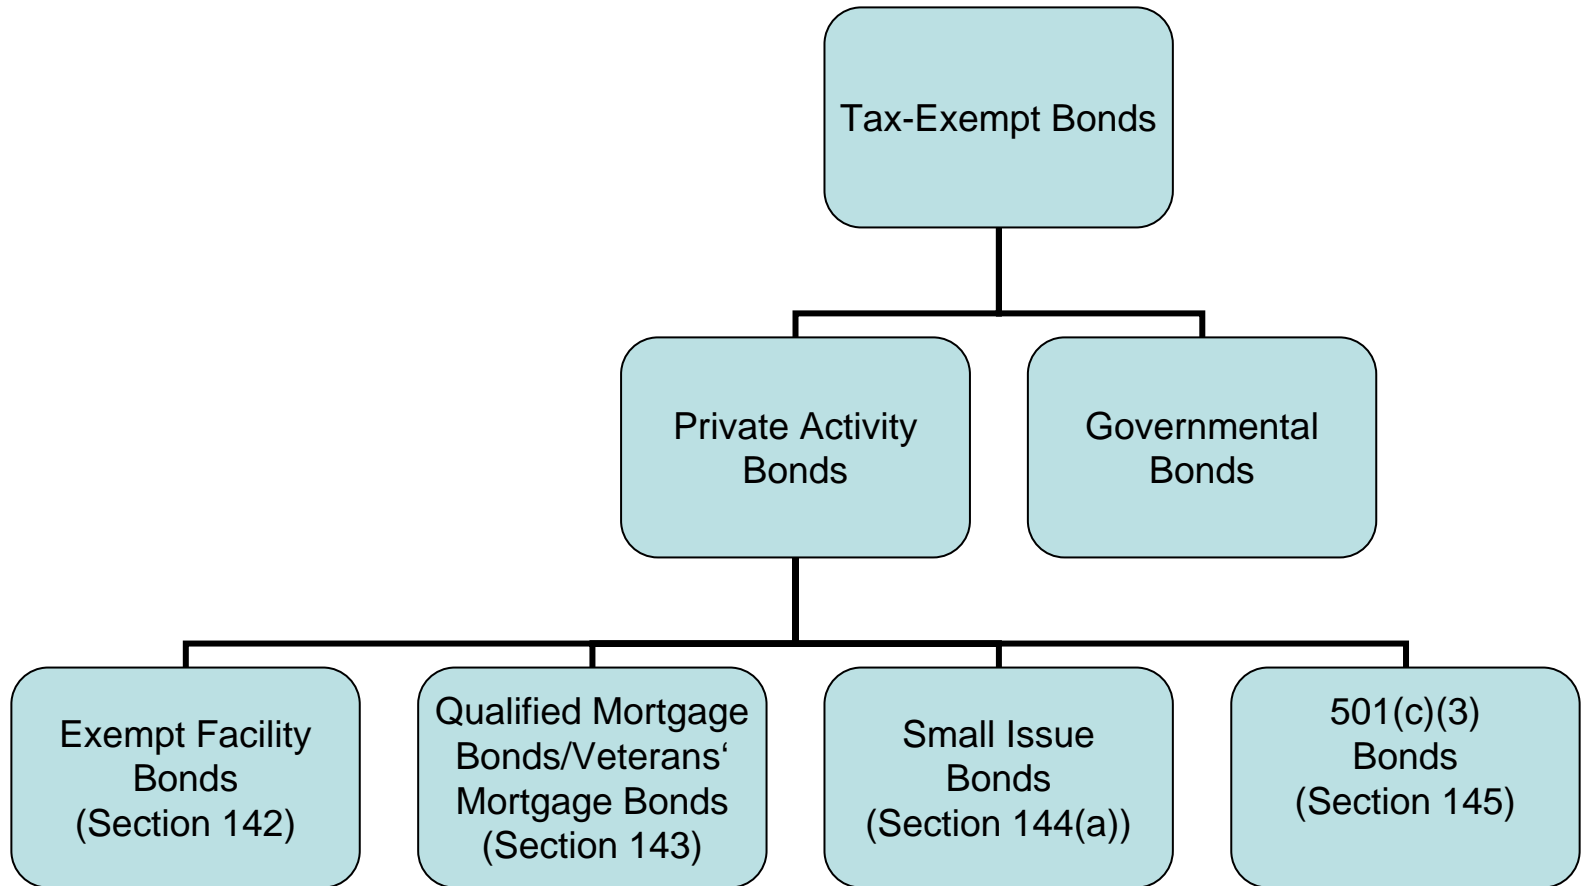 Tax-Exempt Bonds
Private Activity
Bonds
Governmental
Bonds
Exempt Facility
Bonds
(Section 142)
Qualified Mortgage
Bonds/Veterans‘
Mortgage Bonds
(Section 143)
Small Issue
Bonds
(Section 144(a))
501(c)(3)
Bonds
(Section 145)